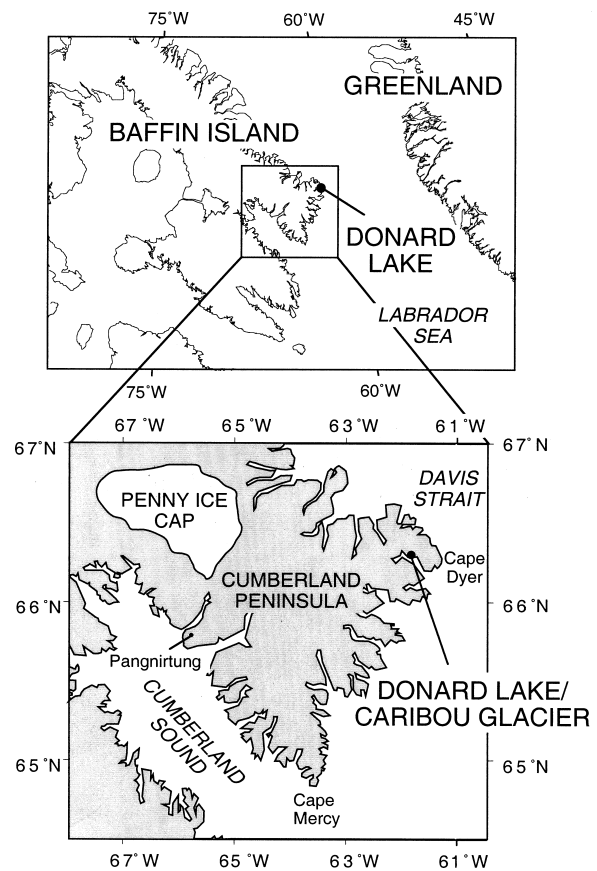 75°W 60°W 45°W
GREENLAND
BAFFIN ISLAND
DONARD
LAKE
LABRADOR
SEA
75°W 60°W
67°W 65°W 63°W 61°W
67°N 67°N
DAVIS
STRAIT
PENNY ICE
CAP
Cape
Dyer
CUMBERLAND
PENINSULA
66°N 66°N
Pangnirtung
DONARD LAKE/
CARIBOU GLACIER
CUMBERLAND
SOUND
65°N 65°N
Cape
Mercy
67°W 65°W 63°W 61°W